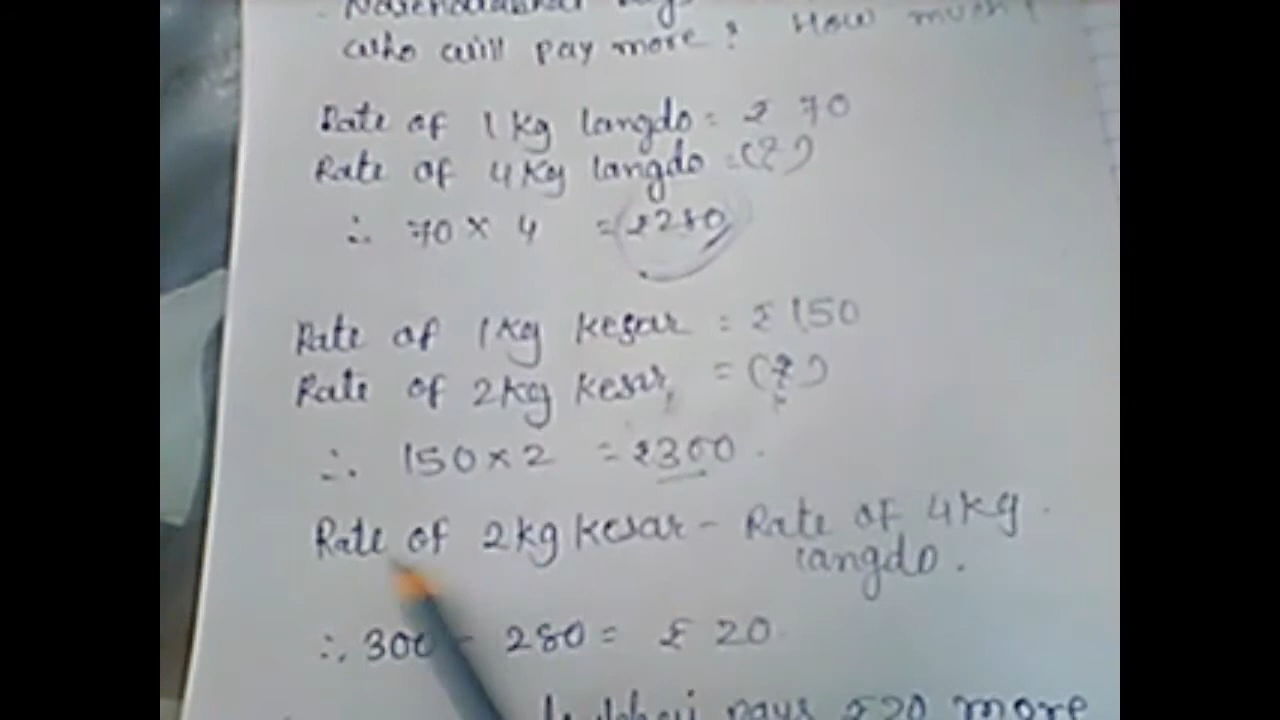 who will pay more? How much?
Rate of 1 kg langdo = ₹ 70
Rate of 4 kg langdo = (?)
∴ 70 × 4 = ₹280
Rate of 1 kg kesar = ₹ 150
Rate of 2 kg kesar = (?)
∴ 150 × 2 = ₹300.
Rate of 2 kg kesar - Rate of 4 kg.
langdo.
∴ 300 - 280 = ₹ 20.
pays ₹20 more